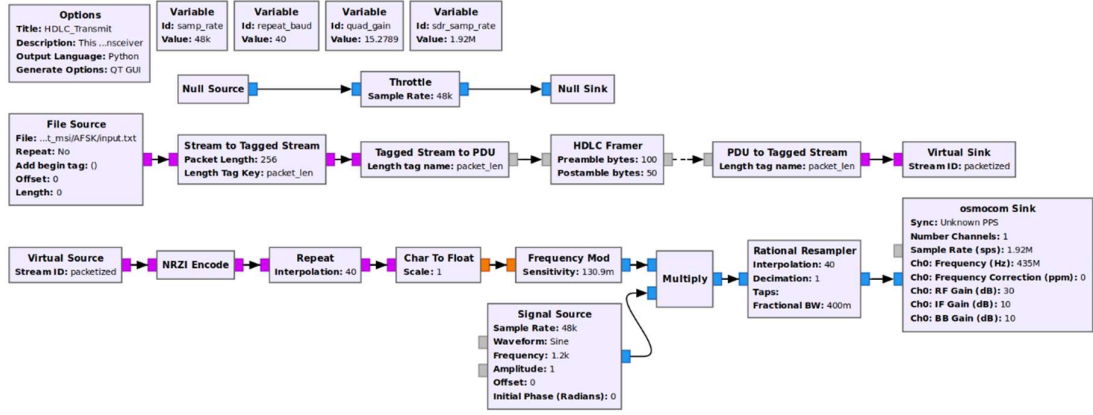 Options
Title: HDLC_Transmit
Description: This ...nsceiver
Output Language: Python
Generate Options: QT GUI
Variable
Id: samp_rate
Value: 48k
Variable
Id: repeat_baud
Value: 40
Variable
Id: quad_gain
Value: 15.2789
Variable
Id: sdr_samp_rate
Value: 1.92M
Null Source
Throttle
Sample Rate: 48k
Null Sink
File Source
File: ...t_msi/AFSK/input.txt
Repeat: No
Add begin tag: ()
Offset: 0
Length: 0
Stream to Tagged Stream
Packet Length: 256
Length Tag Key: packet_len
Tagged Stream to PDU
Length tag name: packet_len
HDLC Framer
Preamble bytes: 100
Postamble bytes: 50
PDU to Tagged Stream
Length tag name: packet_len
Virtual Sink
Stream ID: packetized
Virtual Source
Stream ID: packetized
NRZI Encode
Repeat
Interpolation: 40
Char To Float
Scale: 1
Frequency Mod
Sensitivity: 130.9m
Multiply
Rational Resampler
Interpolation: 40
Decimation: 1
Taps:
Fractional BW: 400m
osmocom Sink
Sync: Unknown PPS
Number Channels: 1
Sample Rate (sps): 1.92M
Ch0: Frequency (Hz): 435M
Ch0: Frequency Correction (ppm): 0
Ch0: RF Gain (dB): 30
Ch0: IF Gain (dB): 10
Ch0: BB Gain (dB): 10
Signal Source
Sample Rate: 48k
Waveform: Sine
Frequency: 1.2k
Amplitude: 1
Offset: 0
Initial Phase (Radians): 0